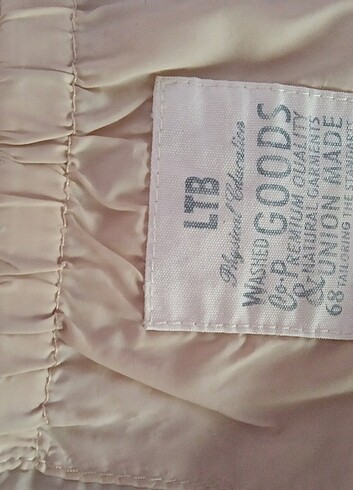 LTB
Physical Education
WASHED GOODS
Co-P PREMIUM QUALITY
& NATURAL GARMENTS
68 UNION MADE
TAILORING THE